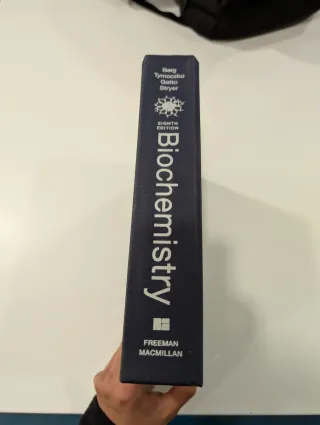 Berg
Tymoczko
Gatto
Stryer
EIGHTH
EDITION
Biochemistry
FREEMAN
MACMILLAN